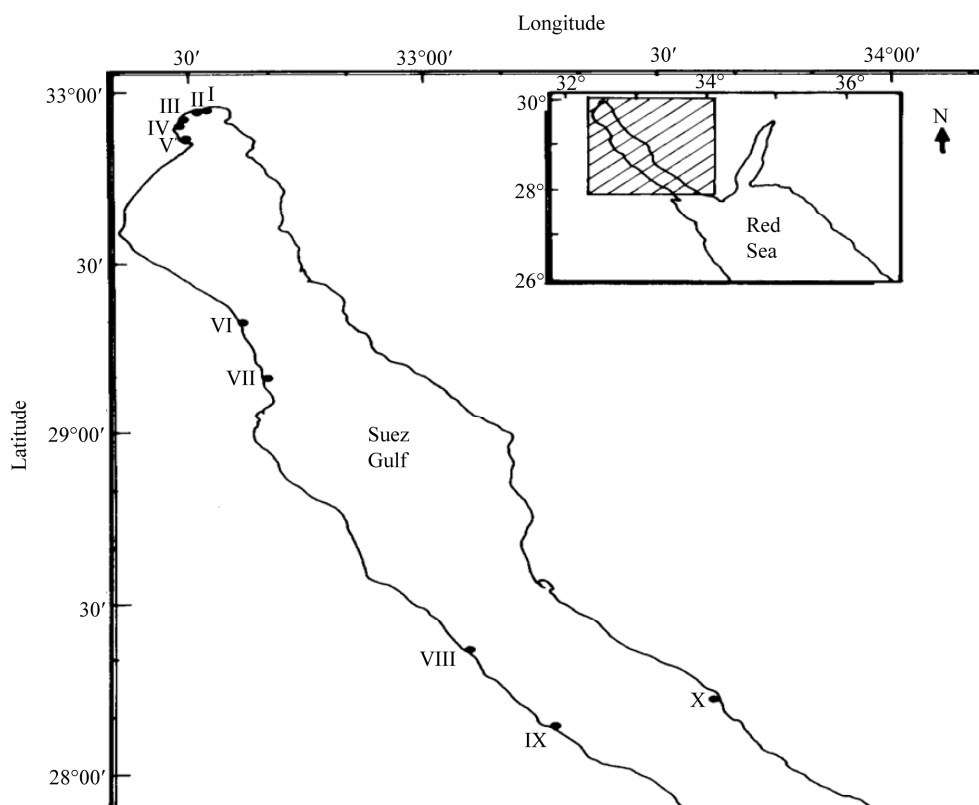 Longitude
30′ 33°00′ 30′ 34°00′
33°00′
I
II
III
IV
V
32° 34° 36°
30°
28°
26°
Red
Sea
N
30′
VI
VII
Latitude
29°00′
Suez
Gulf
30′
VIII
X
IX
28°00′